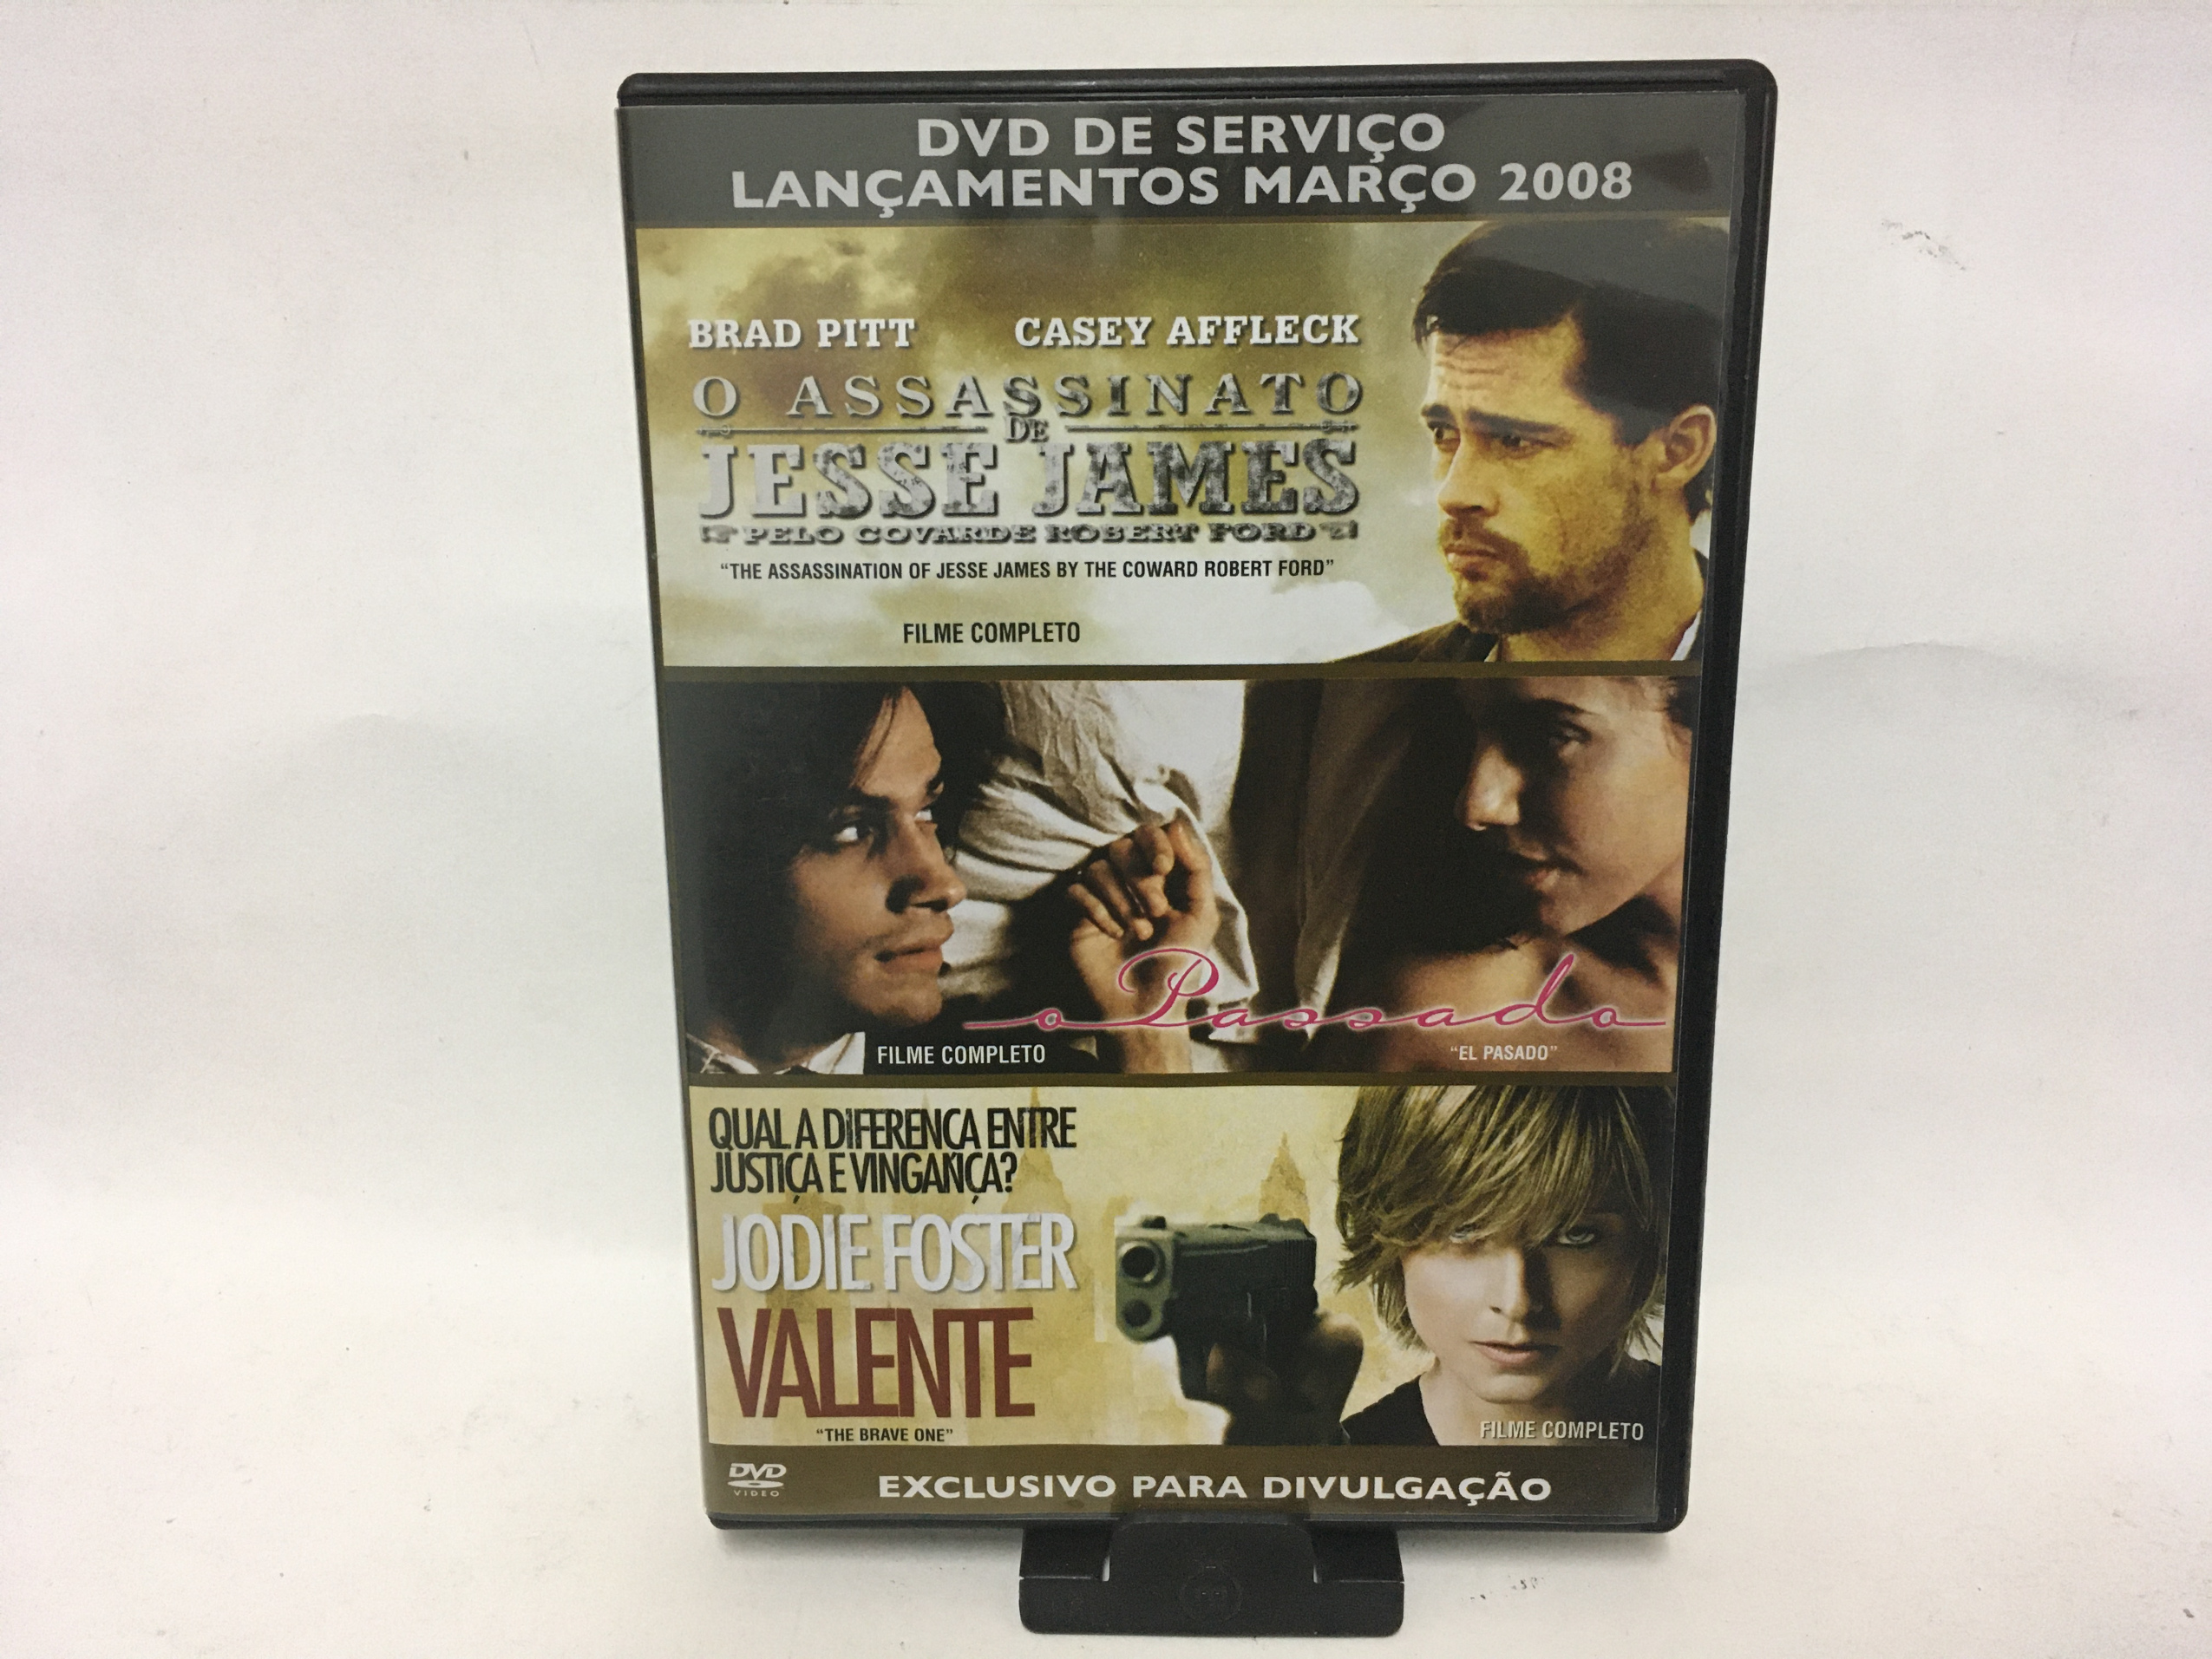 DVD DE SERVIÇO
LANÇAMENTOS MARÇO 2008
BRAD PITT CASEY AFFLECK
O ASSASSINATO
DE
JESSE JAMES
PELO COVARDE ROBERT FORD
"THE ASSASSINATION OF JESSE JAMES BY THE COWARD ROBERT FORD"
FILME COMPLETO
o Passado
FILME COMPLETO "EL PASADO"
QUAL A DIFERENÇA ENTRE
JUSTIÇA E VINGANÇA?
JODIE FOSTER
VALENTE
"THE BRAVE ONE"
FILME COMPLETO
DVD
VIDEO
EXCLUSIVO PARA DIVULGAÇÃO